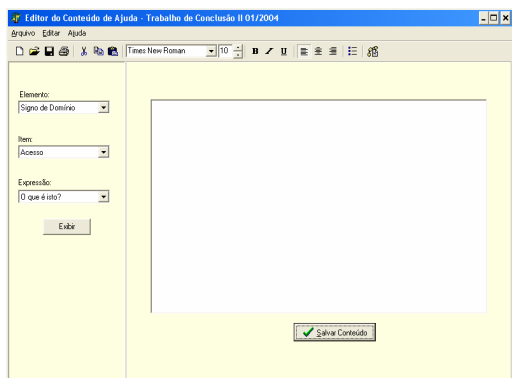 Editor do Conteúdo de Ajuda - Trabalho de Conclusão II 01/2004
Arquivo Editar Ajuda
Times New Roman 10 B I U
Elemento:
Signo de Domínio
Item:
Acesso
Expressão:
O que é isto?
Exibir
Salvar Conteúdo